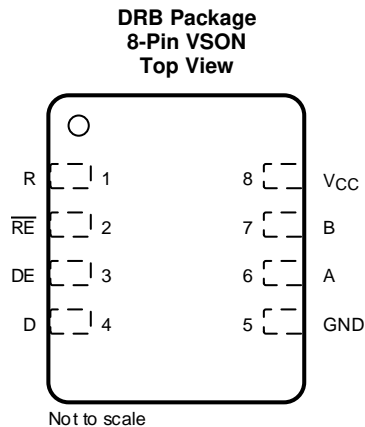 DRB Package
8-Pin VSON
Top View
R 1 8 VCC
RE 2 7 B
DE 3 6 A
D 4 5 GND
Not to scale